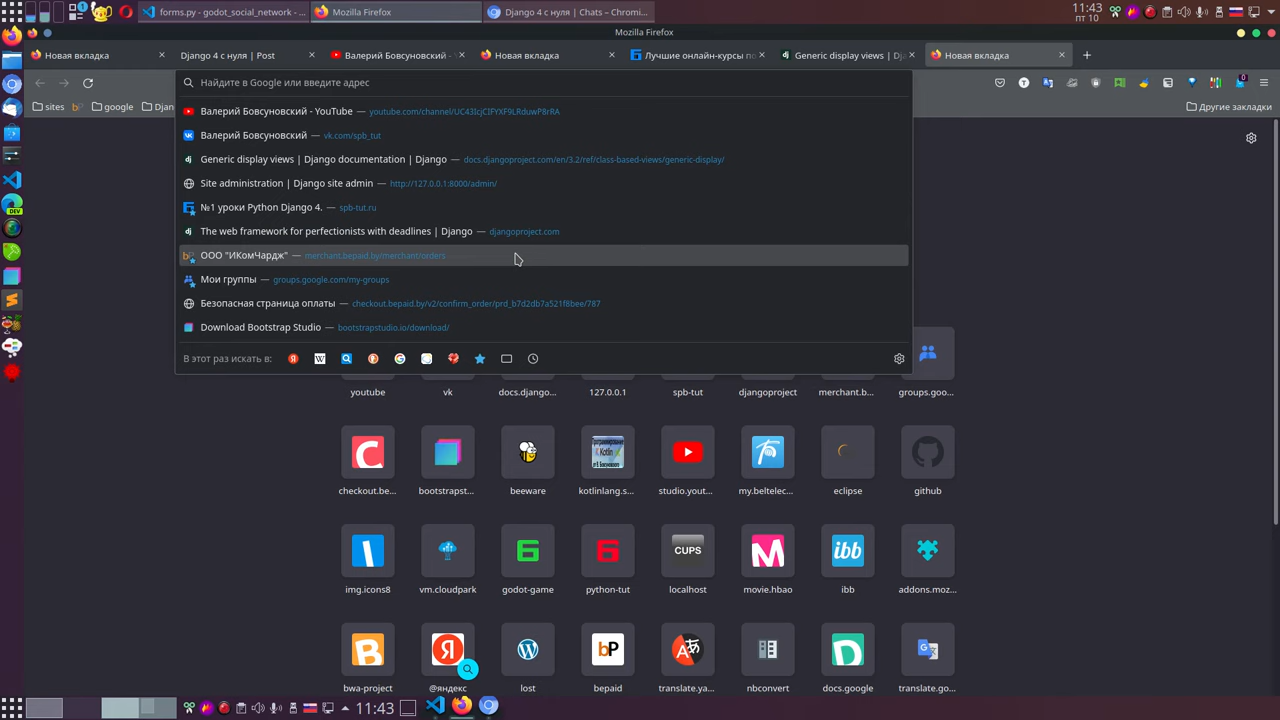 forms.py - godot_social_network - ...
Mozilla Firefox
Django 4 с нуля | Chats – Chromi...
11:43
пт 10
Mozilla Firefox
Новая вкладка
Django 4 с нуля | Post
Валерий Бовсуновский -
Новая вкладка
Лучшие онлайн-курсы по
Generic display views | Dja
Новая вкладка
Найдите в Google или введите адрес
sites
google
Djan
Другие закладки
Валерий Бовсуновский - YouTube — youtube.com/channel/UC43IcjCIFYXF9LRduwP8rRA
Валерий Бовсуновский — vk.com/spb_tut
Generic display views | Django documentation | Django — docs.djangoproject.com/en/3.2/ref/class-based-views/generic-display/
Site administration | Django site admin — http://127.0.0.1:8000/admin/
№1 уроки Python Django 4. — spb-tut.ru
The web framework for perfectionists with deadlines | Django — djangoproject.com
ООО "ИКомЧардж" — merchant.bepaid.by/merchant/orders
Мои группы — groups.google.com/my-groups
Безопасная страница оплаты — checkout.bepaid.by/v2/confirm_order/prd_b7d2db7a521f8bee/787
Download Bootstrap Studio — bootstrapstudio.io/download/
В этот раз искать в:
youtube
vk
docs.django...
127.0.0.1
spb-tut
djangoproject
merchant.b...
groups.goo...
checkout.be...
bootstrapst...
beeware
kotlinlang.s...
studio.yout...
my.beltelec...
eclipse
github
CUPS
ibb
img.icons8
vm.cloudpark
godot-game
python-tut
localhost
movie.hbao
ibb
addons.moz...
bP
bwa-project
@яндекс
lost
bepaid
translate.ya...
nbconvert
docs.google
translate.go...
DEV
11:43